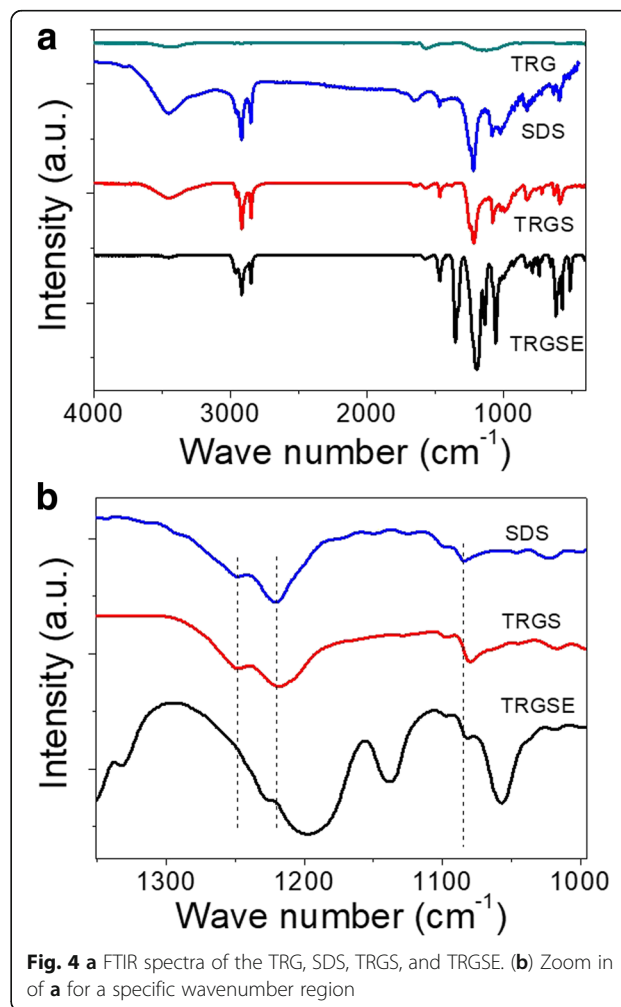 a
Intensity (a.u.)
TRG
SDS
TRGS
TRGSE
4000 3000 2000 1000
Wave number (cm⁻¹)
b
Intensity (a.u.)
SDS
TRGS
TRGSE
1300 1200 1100 1000
Wave number (cm⁻¹)
Fig. 4 a FTIR spectra of the TRG, SDS, TRGS, and TRGSE. (b) Zoom in
of a for a specific wavenumber region